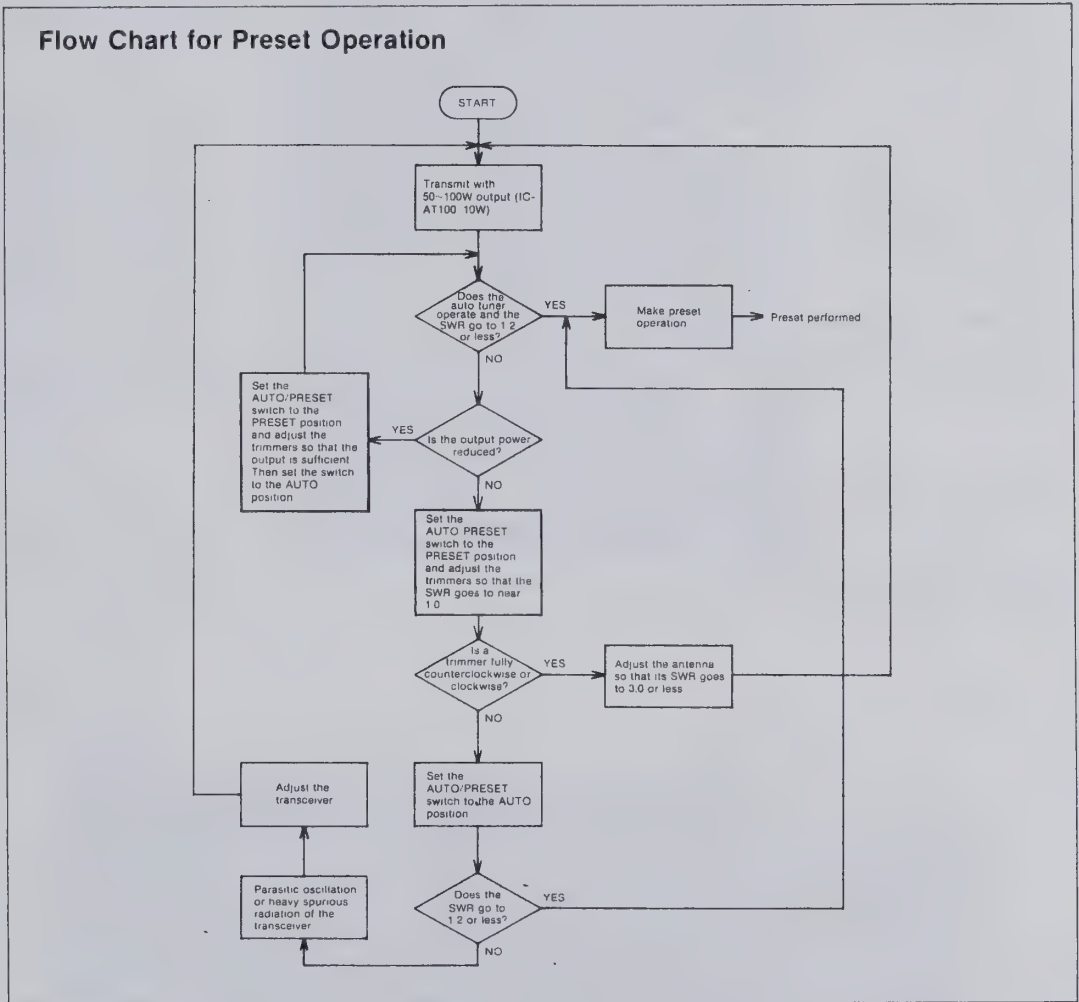 Flow Chart for Preset Operation
START
Transmit with
50~100W output (IC-
AT100 10W)
Does the
auto tuner
operate and the
SWR go to 1 2
or less?
YES
Make preset
operation
Preset performed
NO
Set the
AUTO/PRESET
switch to the
PRESET position
and adjust the
trimmers so that the
output is sufficient
Then set the switch
to the AUTO
position
YES
Is the output power
reduced?
NO
Set the
AUTO PRESET
switch to the
PRESET position
and adjust the
trimmers so that the
SWR goes to near
1 0
Is a
trimmer fully
counterclockwise or
clockwise?
YES
Adjust the antenna
so that its SWR goes
to 3.0 or less
NO
Adjust the
transceiver
Set the
AUTO/PRESET
switch to the AUTO
position
Parasitic oscillation
or heavy spurious
radiation of the
transceiver
Does the
SWR go to
1 2 or less?
YES
NO